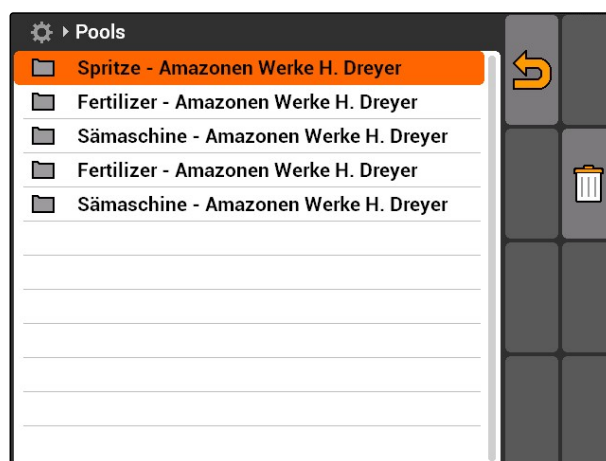 Pools
Spritze - Amazonen Werke H. Dreyer
Fertilizer - Amazonen Werke H. Dreyer
Sämaschine - Amazonen Werke H. Dreyer
Fertilizer - Amazonen Werke H. Dreyer
Sämaschine - Amazonen Werke H. Dreyer